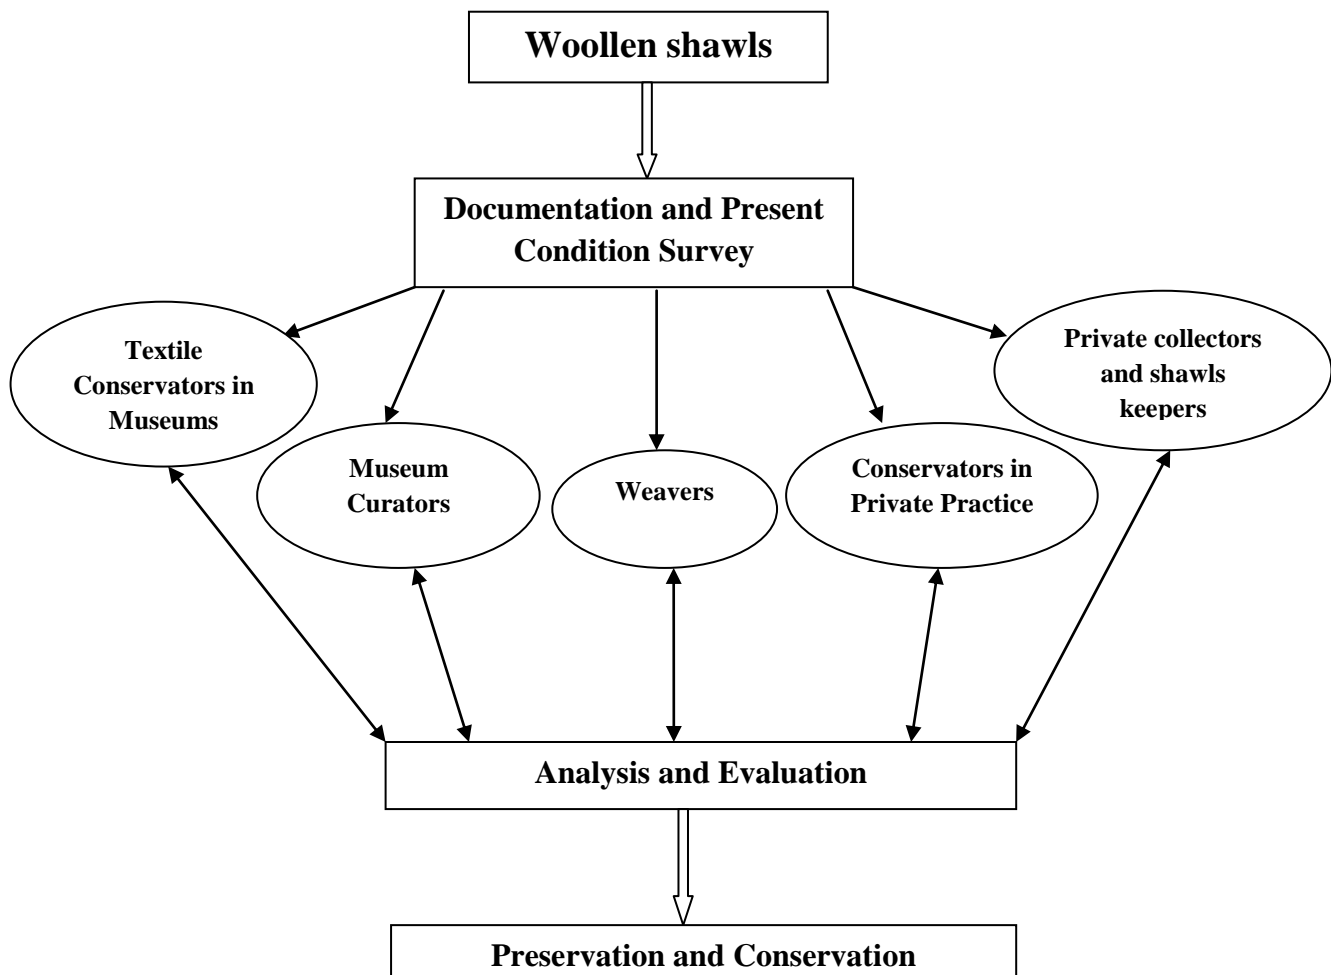 Woollen shawls
Documentation and Present
Condition Survey
Textile
Conservators in
Museums
Museum
Curators
Weavers
Conservators in
Private Practice
Private collectors
and shawls
keepers
Analysis and Evaluation
Preservation and Conservation